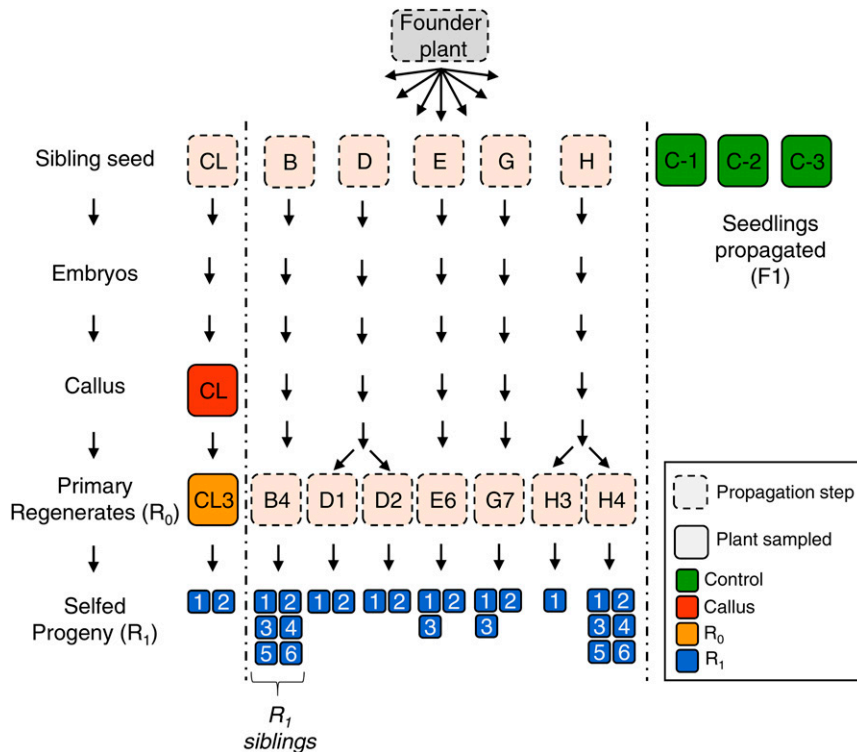 Founder
plant
Sibling seed
CL B D E G H C-1 C-2 C-3
Seedlings
propagated
(F1)
Embryos
Callus
CL
Primary
Regenerates (R₀)
CL3 B4 D1 D2 E6 G7 H3 H4
Selfed
Progeny (R₁)
1 2 1 2 1 2 1 2 1 2 1 2 1 1 2
3 4 3 3 3 4
5 6 5 6
R₁
siblings
Propagation step
Plant sampled
Control
Callus
R₀
R₁